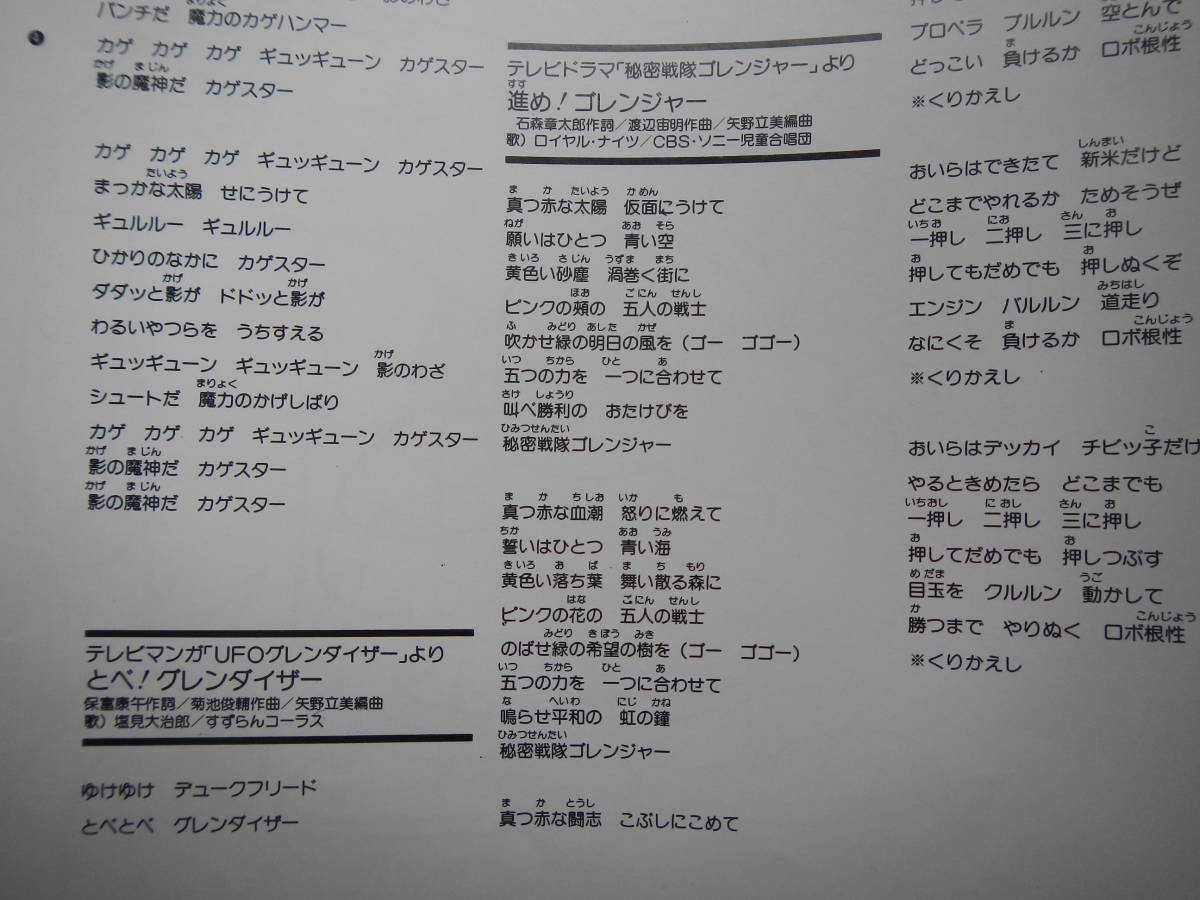 パンチだ 魔力のカゲハンマー
カゲ カゲ カゲ ギュッギューン カゲスター
影の魔神だ カゲスター
カゲ カゲ カゲ ギュッギューン カゲスター
まっかな太陽 せにうけて
ギュルルー ギュルルー
ひかりのなかに カゲスター
ダダッと影が ドドッと影が
わるいやつらを うちすえる
ギュッギューン ギュッギューン 影のわざ
シュートだ 魔力のかげしばり
カゲ カゲ カゲ ギュッギューン カゲスター
影の魔神だ カゲスター
影の魔神だ カゲスター
テレビマンガ「UFOグレンダイザー」より
とべ!グレンダイザー
保富康午作詞/菊池俊輔作曲/矢野立美編曲
歌)塩見大治郎/すずらんコーラス
ゆけゆけ デュークフリード
とべとべ グレンダイザー
テレビドラマ「秘密戦隊ゴレンジャー」より
進め!ゴレンジャー
石森章太郎作詞/渡辺宙明作曲/矢野立美編曲
歌)ロイヤル・ナイツ/CBS・ソニー児童合唱団
真つ赤な太陽 仮面にうけて
願いはひとつ 青い空
黄色い砂塵 渦巻く街に
ピンクの頰の 五人の戦士
吹かせ緑の明日の風を(ゴー ゴゴー)
五つの力を 一つに合わせて
叫べ勝利の おたけびを
秘密戦隊ゴレンジャー
真つ赤な血潮 怒りに燃えて
誓いはひとつ 青い海
黄色い落ち葉 舞い散る森に
ピンクの花の 五人の戦士
のばせ緑の希望の樹を(ゴー ゴゴー)
五つの力を 一つに合わせて
鳴らせ平和の 虹の鐘
秘密戦隊ゴレンジャー
真つ赤な闘志 こぶしにこめて
プロペラ ブルルン 空とんで
どっこい 負けるか ロボ根性
※くりかえし
おいらはできたて 新米だけど
どこまでやれるか ためそうぜ
一押し 二押し 三に押し
押してもだめでも 押しぬくぞ
エンジン バルルン 道走り
なにくそ 負けるか ロボ根性
※くりかえし
おいらはデッカイ チビッ子だけ
やるときめたら どこまでも
一押し 二押し 三に押し
押してだめでも 押しつぶす
目玉を クルルン 動かして
勝つまで やりぬく ロボ根性
※くりかえし